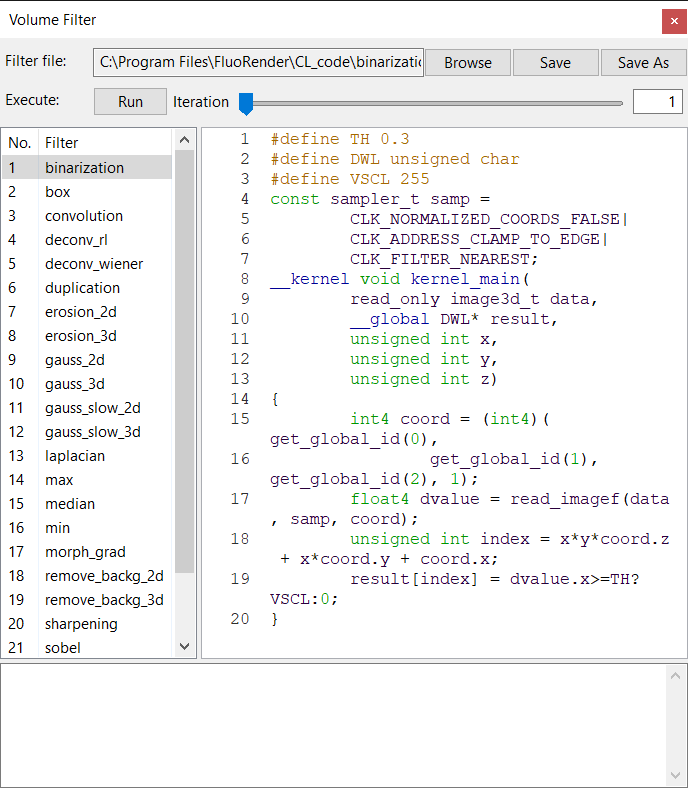 Volume Filter
Filter file: C:\Program Files\FluoRender\CL_code\binarizatio Browse Save Save As
Execute: Run Iteration 1
No. Filter
1 binarization
2 box
3 convolution
4 deconv_rl
5 deconv_wiener
6 duplication
7 erosion_2d
8 erosion_3d
9 gauss_2d
10 gauss_3d
11 gauss_slow_2d
12 gauss_slow_3d
13 laplacian
14 max
15 median
16 min
17 morph_grad
18 remove_backg_2d
19 remove_backg_3d
20 sharpening
21 sobel
1 #define TH 0.3
2 #define DWL unsigned char
3 #define VSCL 255
4 const sampler_t samp =
5 CLK_NORMALIZED_COORDS_FALSE|
6 CLK_ADDRESS_CLAMP_TO_EDGE|
7 CLK_FILTER_NEAREST;
8 __kernel void kernel_main(
9 read_only image3d_t data,
10 __global DWL* result,
11 unsigned int x,
12 unsigned int y,
13 unsigned int z)
14 {
15 int4 coord = (int4)(
get_global_id(0),
16 get_global_id(1),
get_global_id(2), 1);
17 float4 dvalue = read_imagef(data
, samp, coord);
18 unsigned int index = x*y*coord.z
+ x*coord.y + coord.x;
19 result[index] = dvalue.x>=TH?
VSCL:0;
20 }